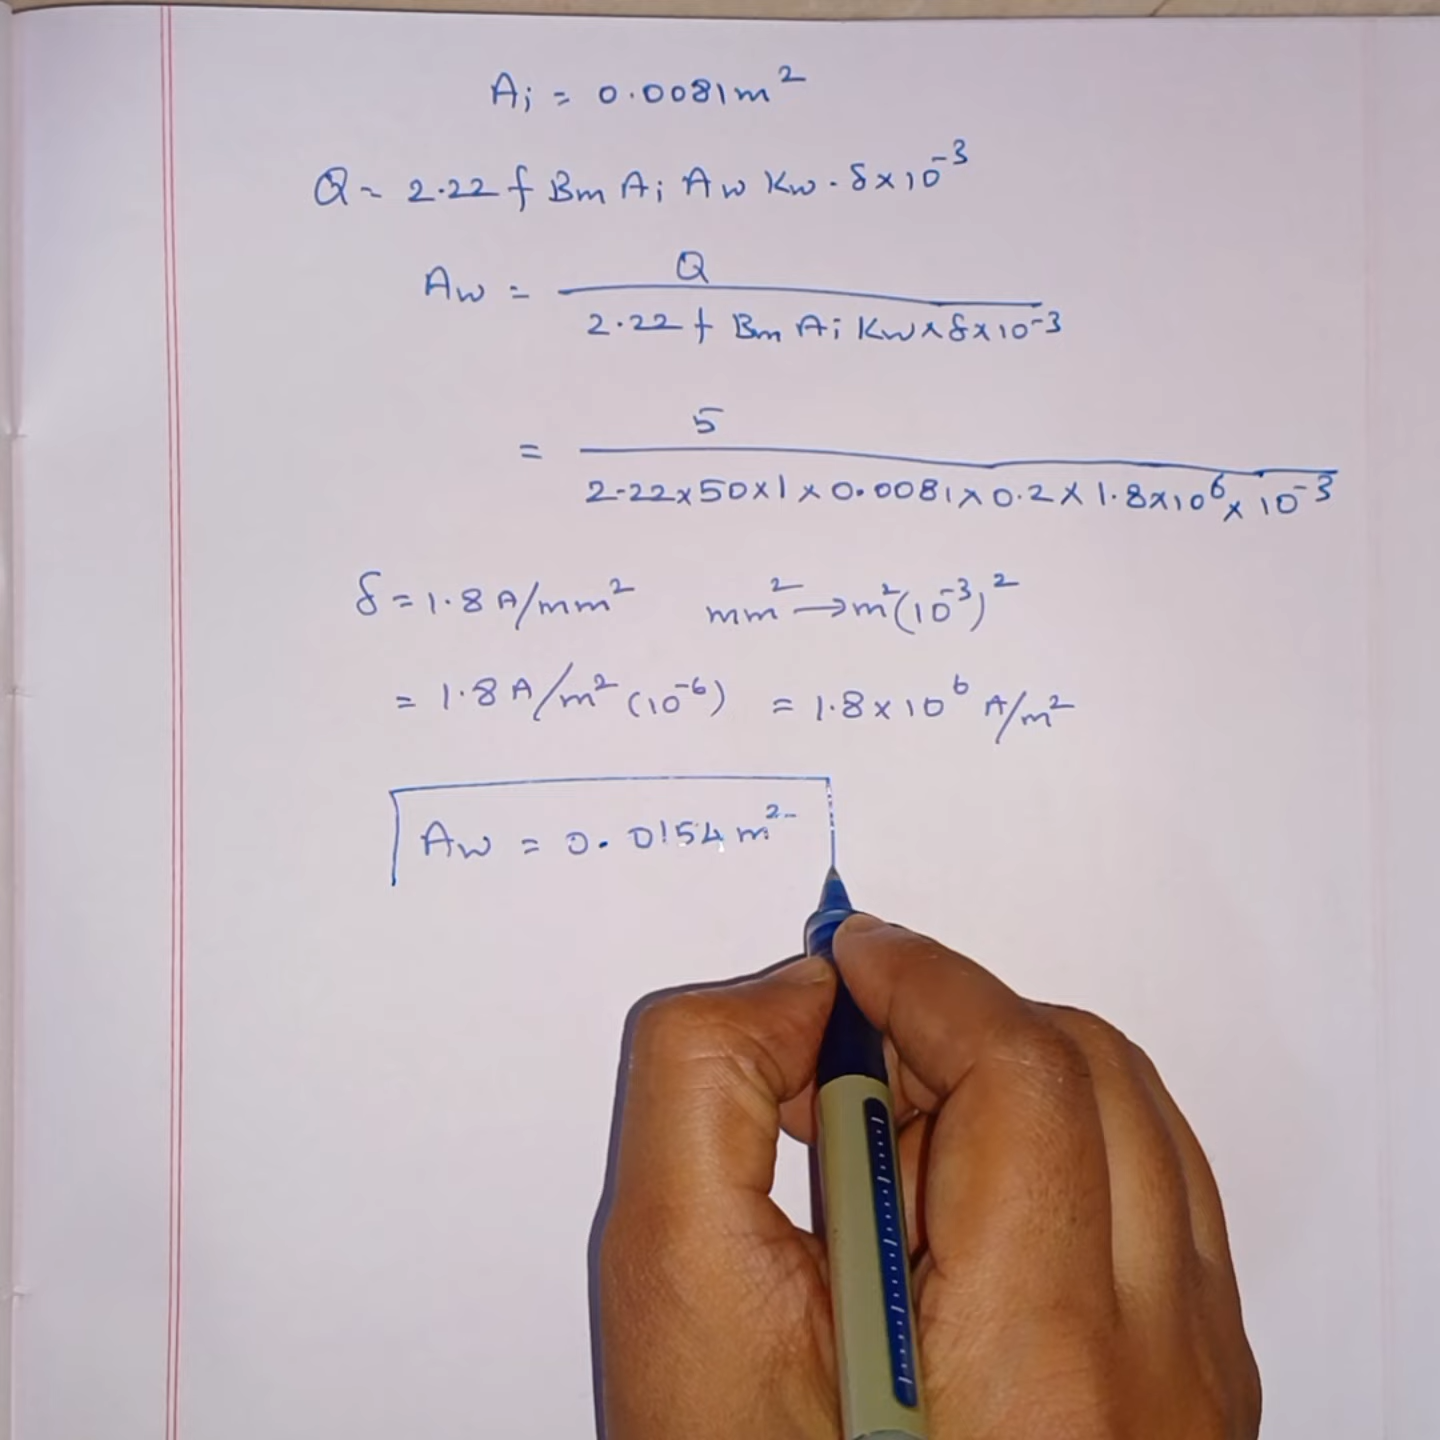 Ai = 0.0081 m²
Q = 2.22 f Bm Ai Aw Kw . δ x 10⁻³
Aw = Q / 2.22 f Bm Ai Kw x δ x 10⁻³
= 5 / 2.22 x 50 x 1 x 0.0081 x 0.2 x 1.8 x 10⁶ x 10⁻³
δ = 1.8 A/mm² mm² → m² (10⁻³)²
= 1.8 A/m² (10⁻⁶) = 1.8 x 10⁶ A/m²
Aw = 0.0154 m²